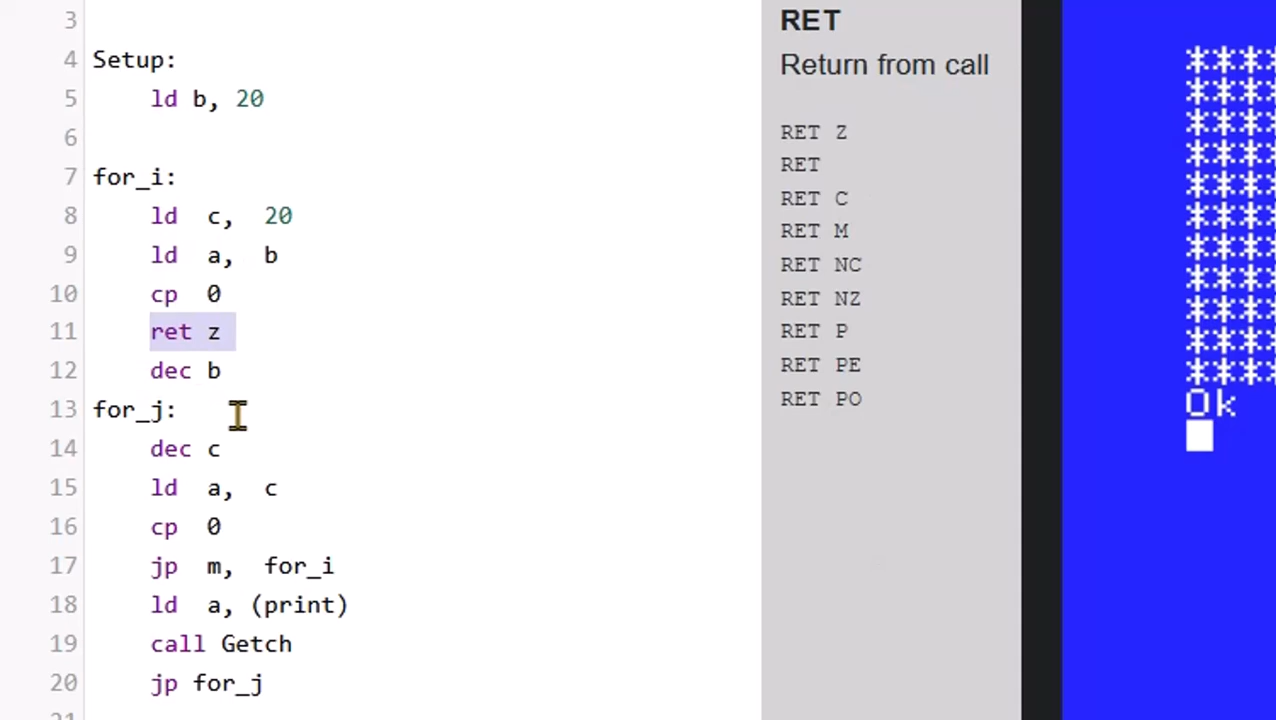 3
4 Setup:
5 ld b, 20
6
7 for_i:
8 ld c, 20
9 ld a, b
10 cp 0
11 ret z
12 dec b
13 for_j:
14 dec c
15 ld a, c
16 cp 0
17 jp m, for_i
18 ld a, (print)
19 call Getch
20 jp for_j
RET
Return from call
RET Z
RET
RET C
RET M
RET NC
RET NZ
RET P
RET PE
RET PO
****
****
****
****
****
****
****
****
****
****
****
Ok